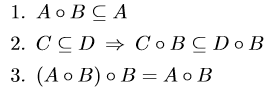 1. A ∘ B ⊆ A
2. C ⊆ D ⇒ C ∘ B ⊆ D ∘ B
3. (A ∘ B) ∘ B = A ∘ B